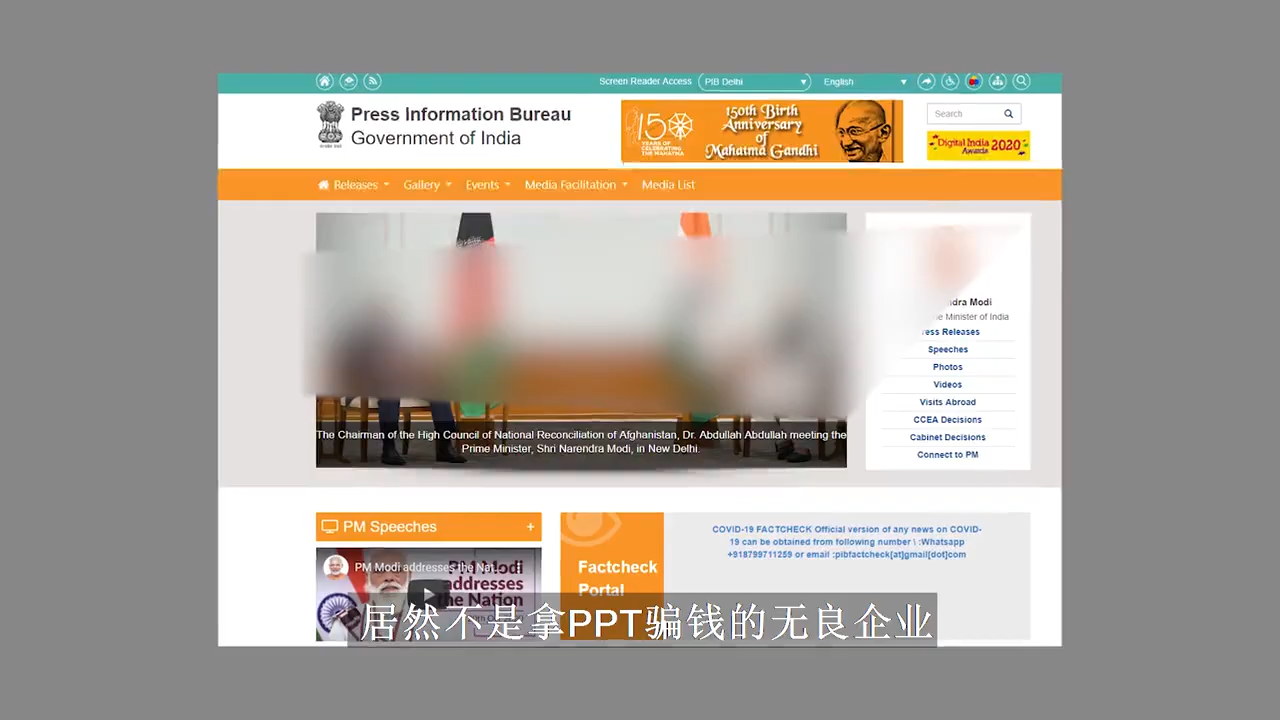 Screen Reader Access PIB Delhi English
Press Information Bureau
Government of India
150 YEARS OF CELEBRATING THE MAHATMA
150th Birth Anniversary of Mahatma Gandhi
Search
Digital India Awards 2020
Releases Gallery Events Media Facilitation Media List
ndra Modi
e Minister of India
ess Releases
Speeches
Photos
Videos
Visits Abroad
CCEA Decisions
Cabinet Decisions
Connect to PM
The Chairman of the High Council of National Reconciliation of Afghanistan, Dr. Abdullah Abdullah meeting the
Prime Minister, Shri Narendra Modi, in New Delhi.
PM Speeches +
PM Modi addresses the Nat...
addresses
the Nation
Factcheck
Portal
COVID-19 FACTCHECK Official version of any news on COVID-
19 can be obtained from following number \ :Whatsapp
+918799711259 or email :pibfactcheck[at]gmail[dot]com
居然不是拿PPT骗钱的无良企业